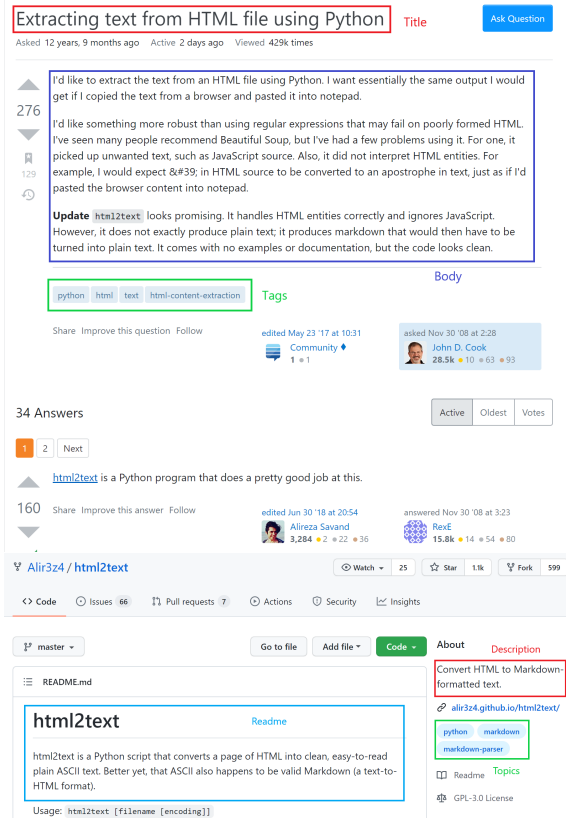 Extracting text from HTML file using Python
Title
Ask Question
Asked 12 years, 9 months ago Active 2 days ago Viewed 429k times
276
129
I'd like to extract the text from an HTML file using Python. I want essentially the same output I would
get if I copied the text from a browser and pasted it into notepad.
I'd like something more robust than using regular expressions that may fail on poorly formed HTML.
I've seen many people recommend Beautiful Soup, but I've had a few problems using it. For one, it
picked up unwanted text, such as JavaScript source. Also, it did not interpret HTML entities. For
example, I would expect &#39; in HTML source to be converted to an apostrophe in text, just as if I'd
pasted the browser content into notepad.
Update html2text looks promising. It handles HTML entities correctly and ignores JavaScript.
However, it does not exactly produce plain text; it produces markdown that would then have to be
turned into plain text. It comes with no examples or documentation, but the code looks clean.
Body
python html text html-content-extraction
Tags
Share Improve this question Follow
edited May 23 '17 at 10:31
Community ♦
1 ●1
asked Nov 30 '08 at 2:28
John D. Cook
28.5k ●10 ●63 ●93
34 Answers
Active Oldest Votes
1 2 Next
160
html2text is a Python program that does a pretty good job at this.
Share Improve this answer Follow
edited Jun 30 '18 at 20:54
Alireza Savand
3,284 ●2 ●22 ●36
answered Nov 30 '08 at 3:23
RexE
15.8k ●14 ●54 ●80
Alir3z4 / html2text
Watch 25 Star 1.1k Fork 599
Code Issues 66 Pull requests 7 Actions Security Insights
master
Go to file Add file Code
README.md
html2text
Readme
html2text is a Python script that converts a page of HTML into clean, easy-to-read
plain ASCII text. Better yet, that ASCII also happens to be valid Markdown (a text-to-
HTML format).
Usage: html2text [filename [encoding]]
About
Description
Convert HTML to Markdown-
formatted text.
alir3z4.github.io/html2text/
python markdown
markdown-parser
Readme
Topics
GPL-3.0 License